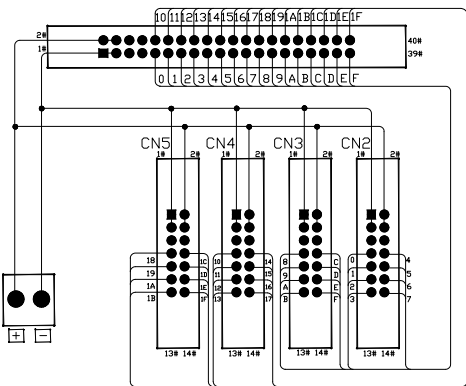 10 11 12 13 14 15 16 17 18 19 1A 1B 1C 1D 1E 1F
2# 40#
1# 39#
0 1 2 3 4 5 6 7 8 9 A B C D E F
CN5 CN4 CN3 CN2
1# 2# 1# 2# 1# 2# 1# 2#
18 1C 10 14 8 C 0 4
19 1D 11 15 9 D 1 5
1A 1E 12 16 A E 2 6
1B 1F 13 17 B F 3 7
+ −
13# 14# 13# 14# 13# 14# 13# 14#